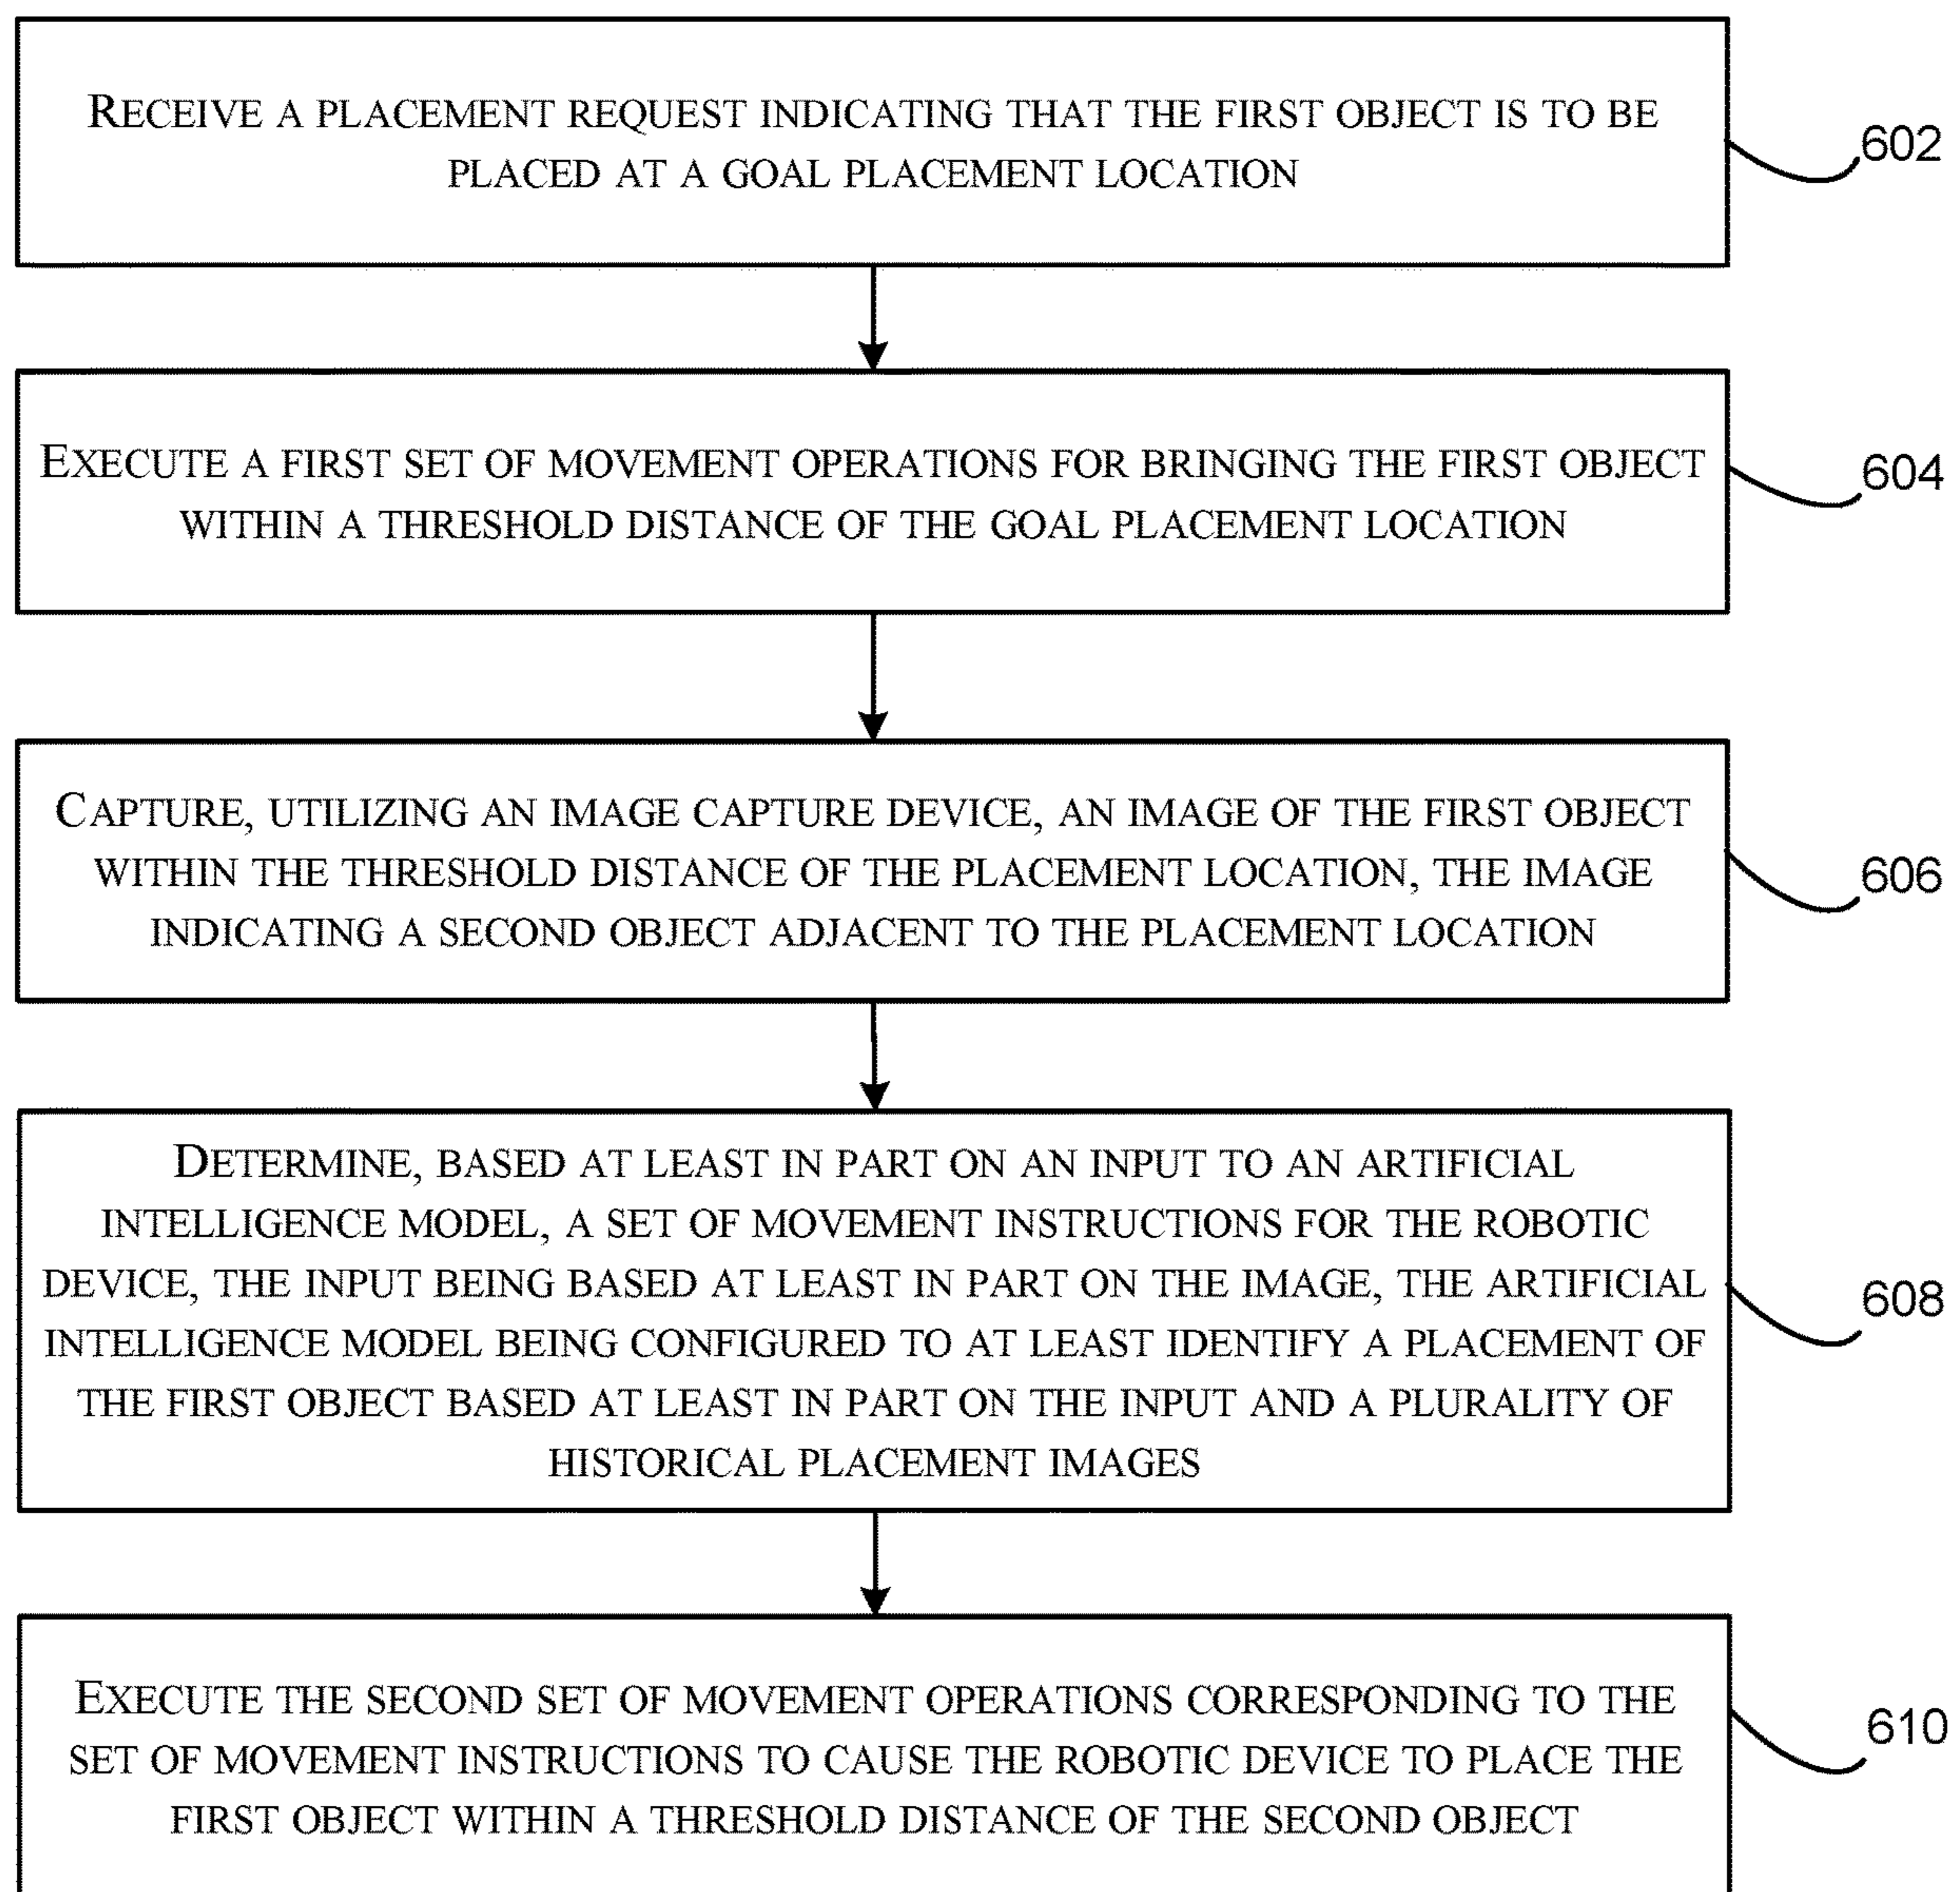 RECEIVE A PLACEMENT REQUEST INDICATING THAT THE FIRST OBJECT IS TO BE
PLACED AT A GOAL PLACEMENT LOCATION
602
EXECUTE A FIRST SET OF MOVEMENT OPERATIONS FOR BRINGING THE FIRST OBJECT
WITHIN A THRESHOLD DISTANCE OF THE GOAL PLACEMENT LOCATION
604
CAPTURE, UTILIZING AN IMAGE CAPTURE DEVICE, AN IMAGE OF THE FIRST OBJECT
WITHIN THE THRESHOLD DISTANCE OF THE PLACEMENT LOCATION, THE IMAGE
INDICATING A SECOND OBJECT ADJACENT TO THE PLACEMENT LOCATION
606
DETERMINE, BASED AT LEAST IN PART ON AN INPUT TO AN ARTIFICIAL
INTELLIGENCE MODEL, A SET OF MOVEMENT INSTRUCTIONS FOR THE ROBOTIC
DEVICE, THE INPUT BEING BASED AT LEAST IN PART ON THE IMAGE, THE ARTIFICIAL
INTELLIGENCE MODEL BEING CONFIGURED TO AT LEAST IDENTIFY A PLACEMENT OF
THE FIRST OBJECT BASED AT LEAST IN PART ON THE INPUT AND A PLURALITY OF
HISTORICAL PLACEMENT IMAGES
608
EXECUTE THE SECOND SET OF MOVEMENT OPERATIONS CORRESPONDING TO THE
SET OF MOVEMENT INSTRUCTIONS TO CAUSE THE ROBOTIC DEVICE TO PLACE THE
FIRST OBJECT WITHIN A THRESHOLD DISTANCE OF THE SECOND OBJECT
610